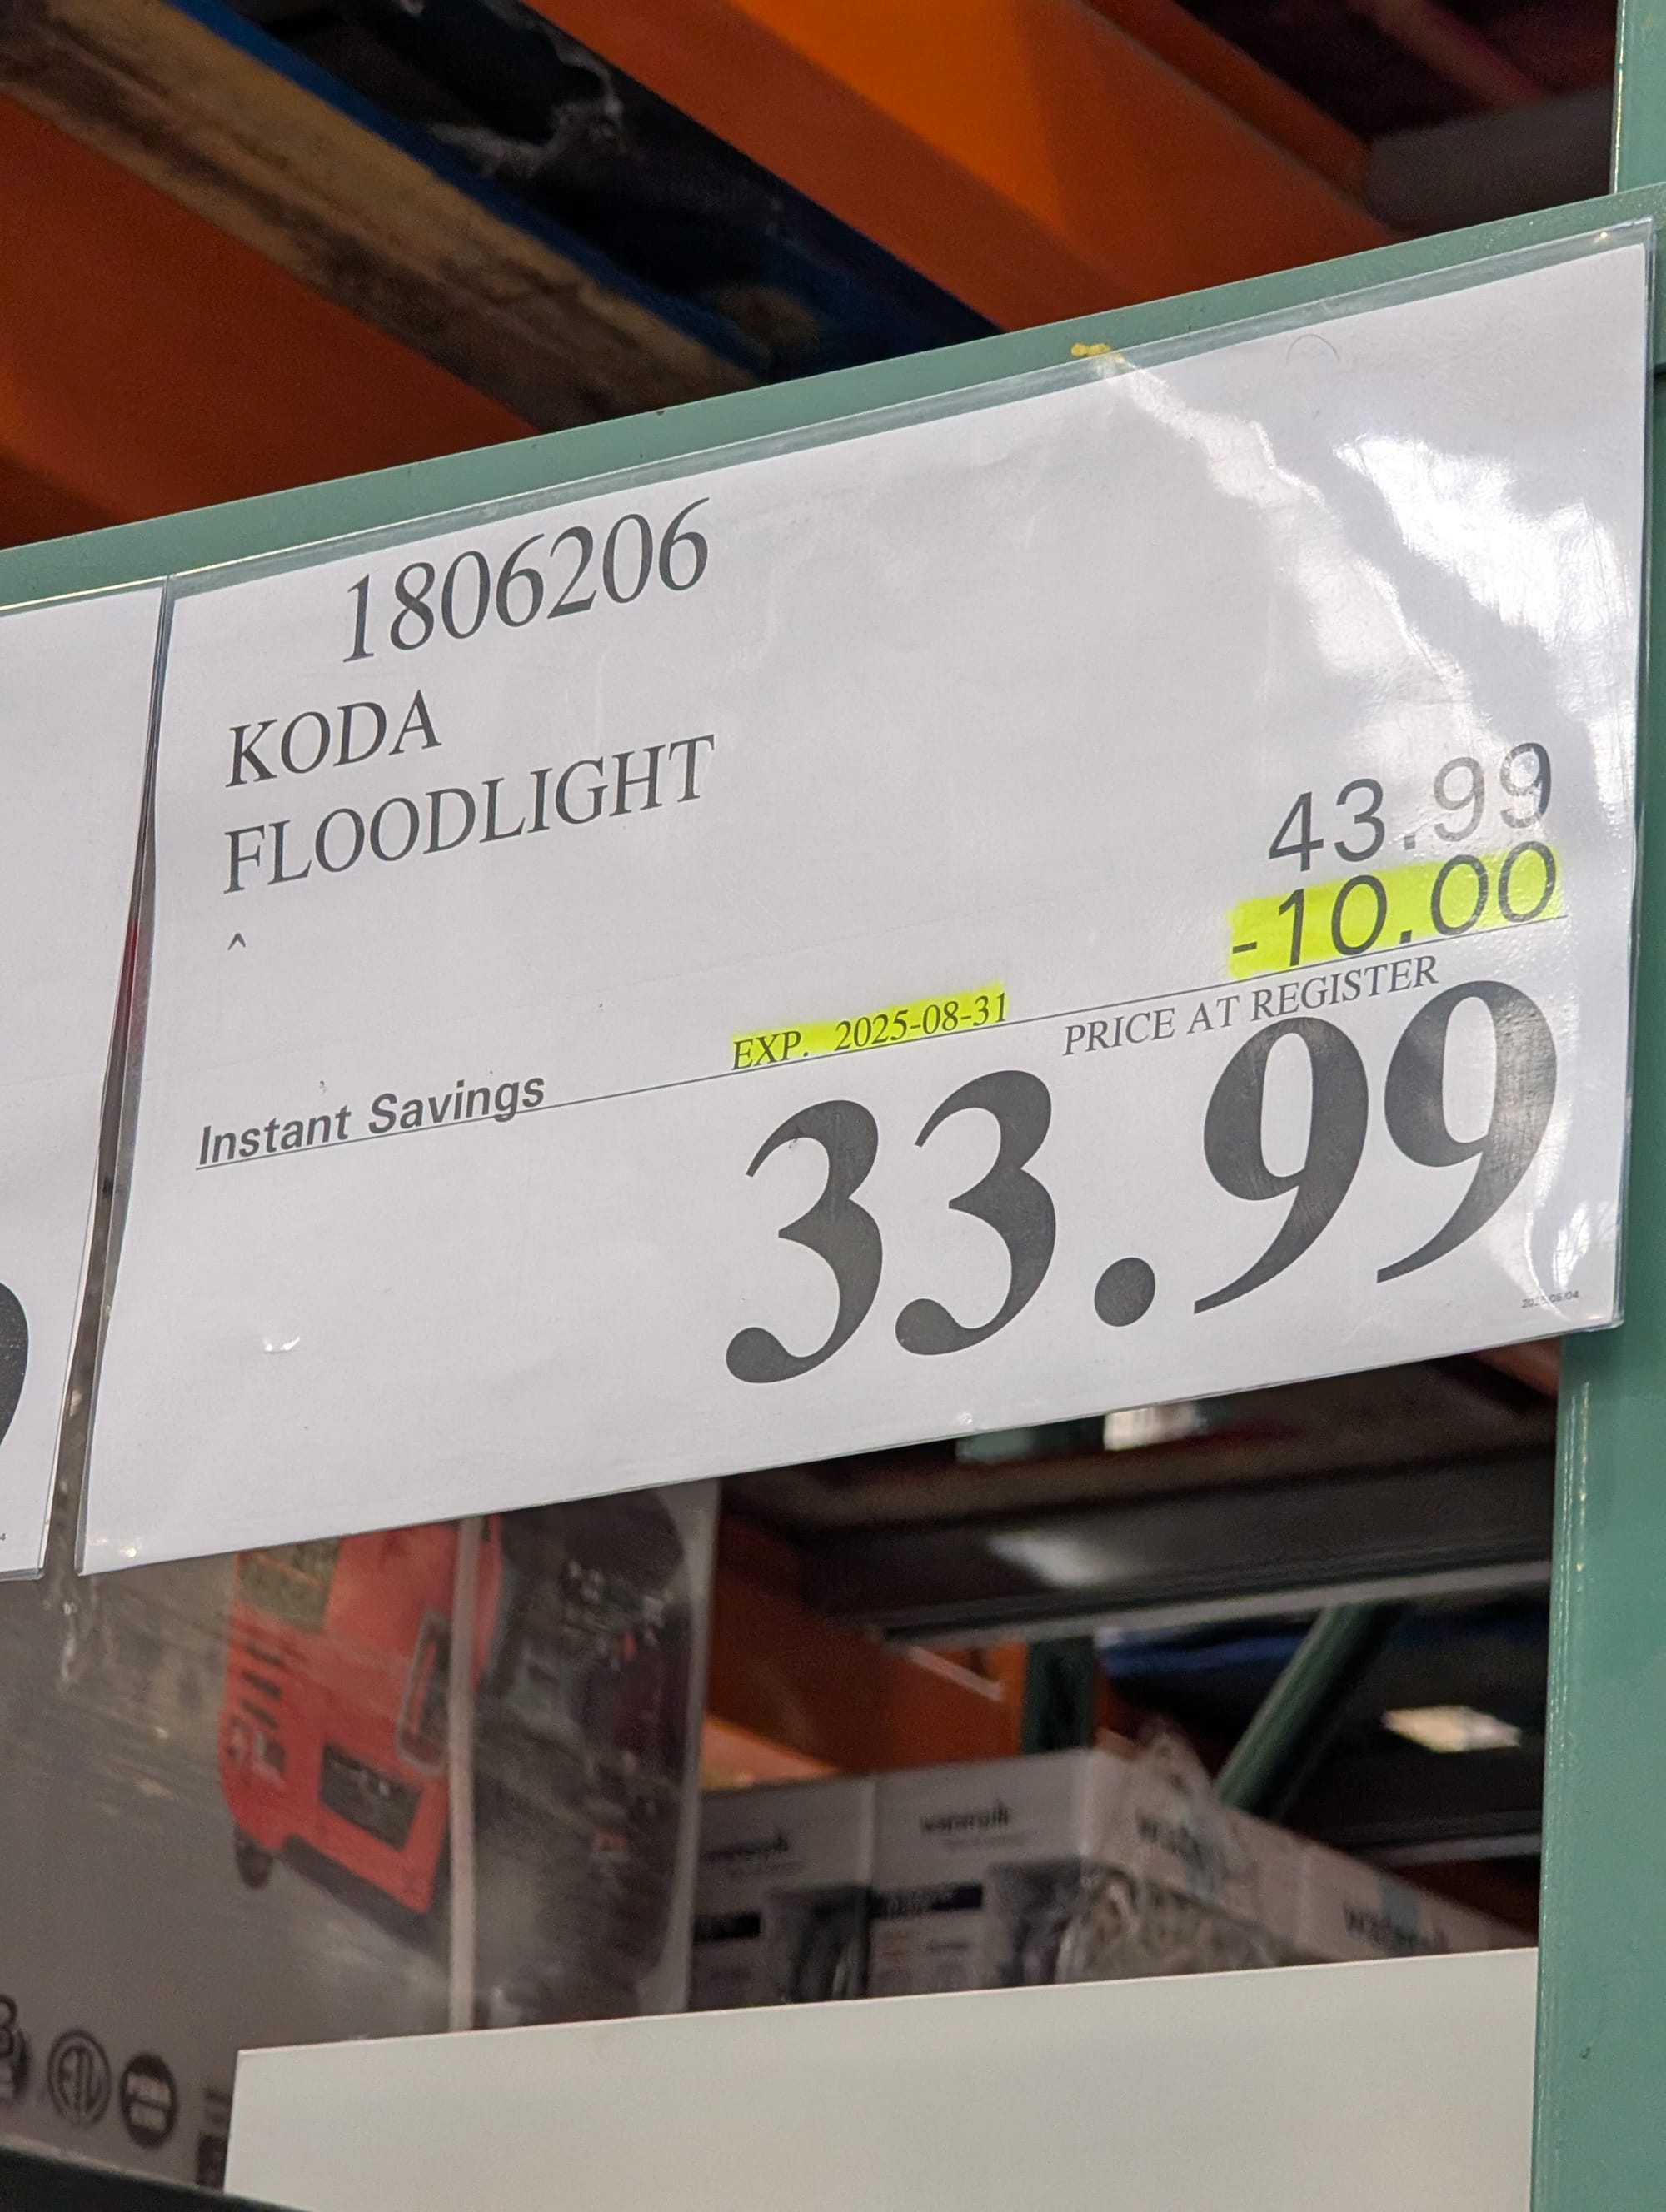 1806206
KODA
FLOODLIGHT
^
43.99
-10.00
EXP. 2025-08-31
PRICE AT REGISTER
Instant Savings
33.99